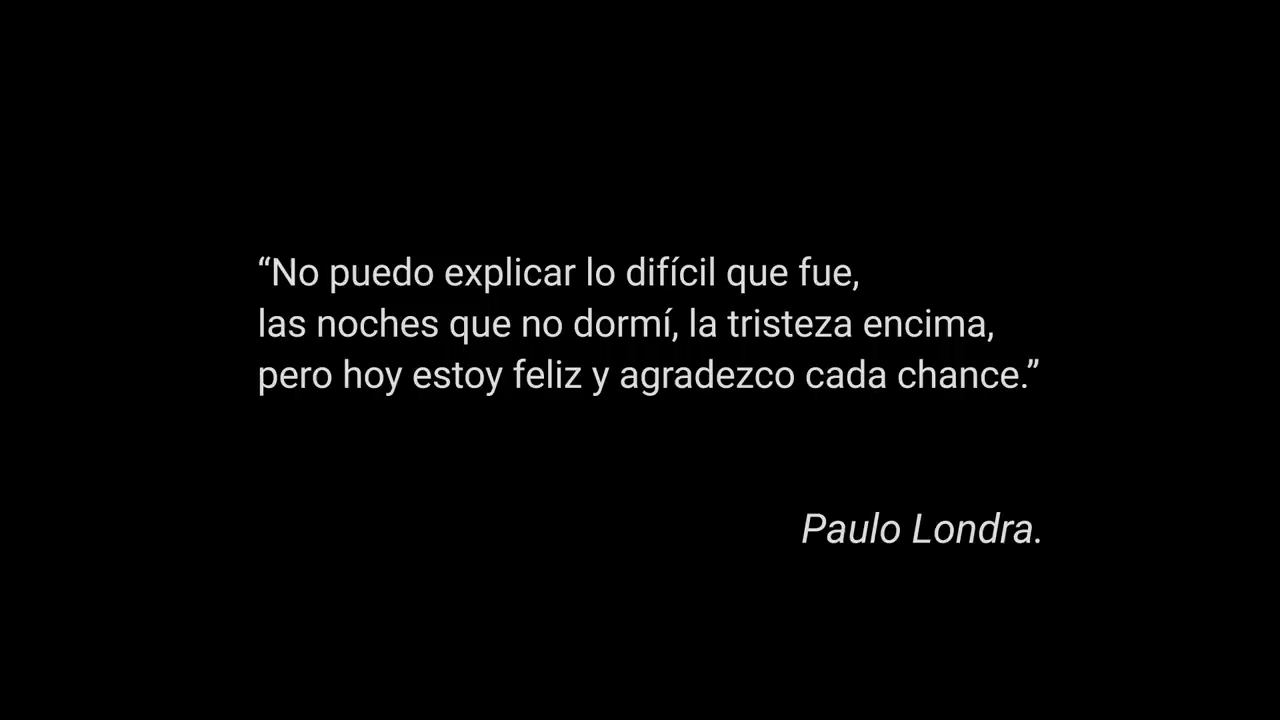 “No puedo explicar lo difícil que fue,
las noches que no dormí, la tristeza encima,
pero hoy estoy feliz y agradezco cada chance.”
Paulo Londra.